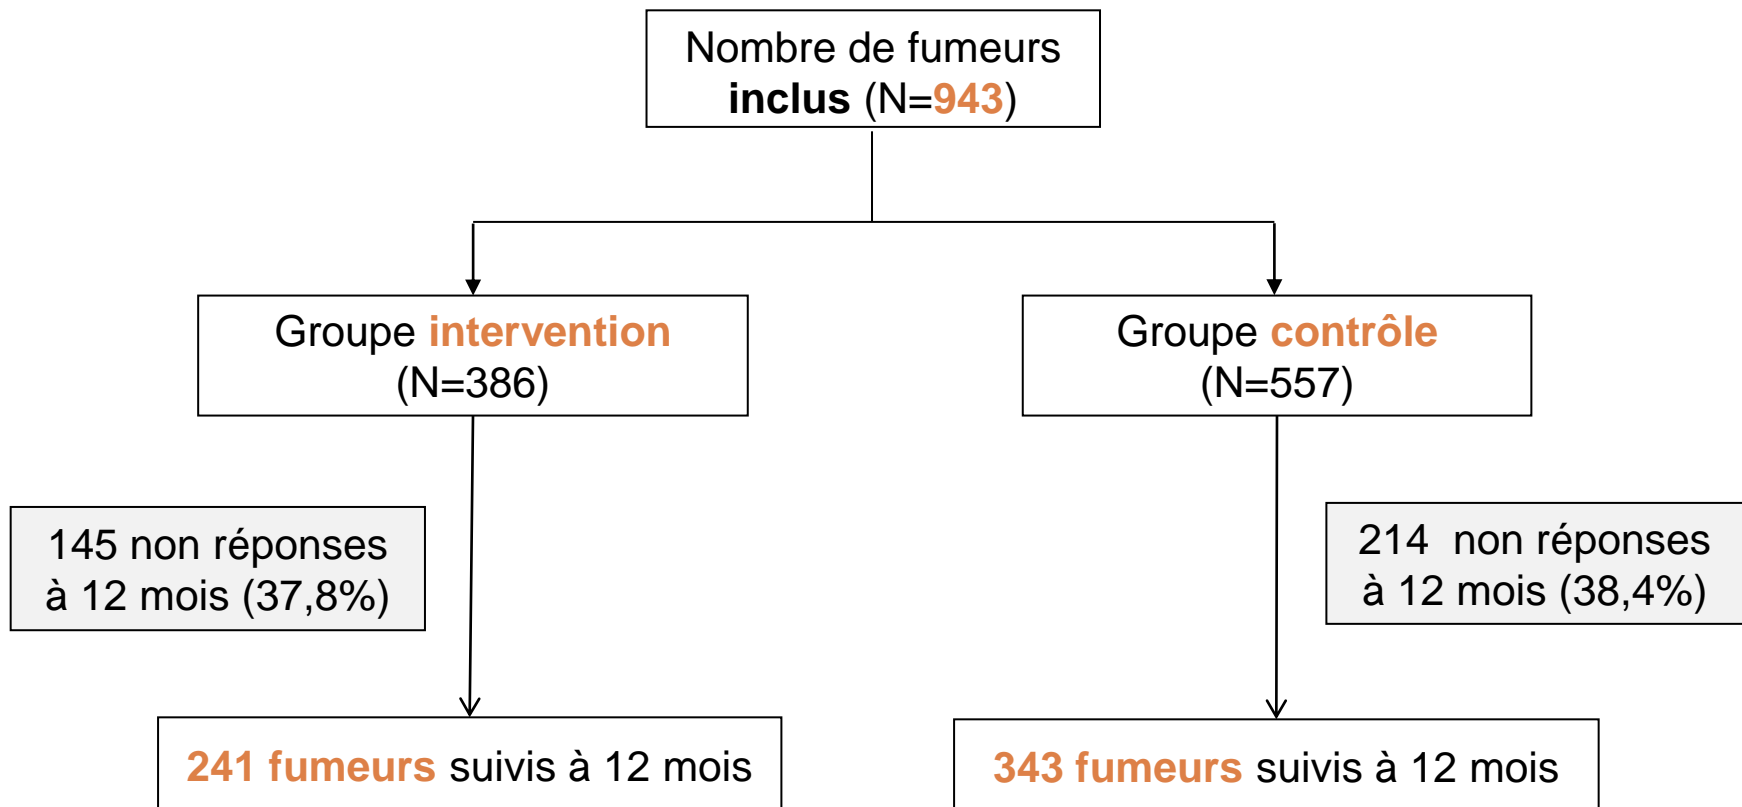 Nombre de fumeurs
inclus (N=943)
Groupe intervention
(N=386)
Groupe contrôle
(N=557)
145 non réponses
à 12 mois (37,8%)
214 non réponses
à 12 mois (38,4%)
241 fumeurs suivis à 12 mois
343 fumeurs suivis à 12 mois